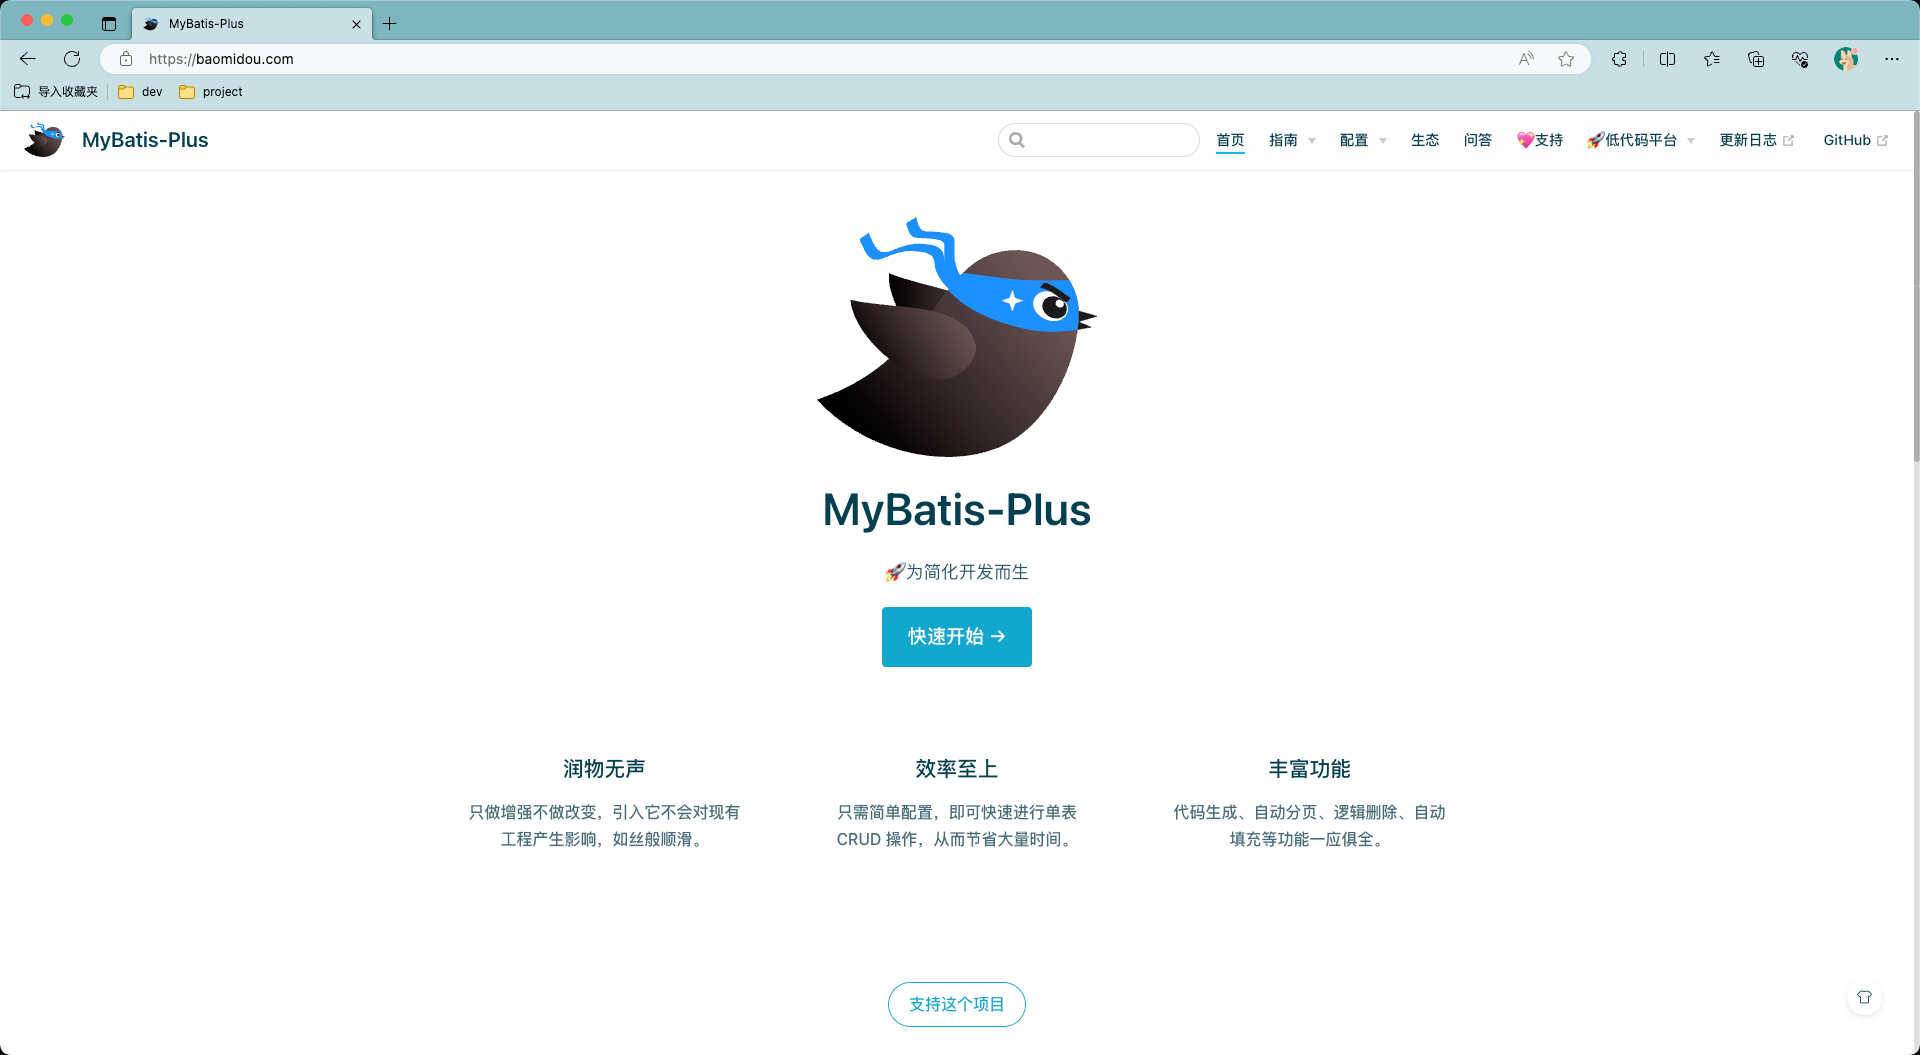 MyBatis-Plus
https://baomidou.com
导入收藏夹 dev project
MyBatis-Plus 首页 指南 配置 生态 问答 💖支持 🚀低代码平台 更新日志 GitHub
MyBatis-Plus
🚀为简化开发而生
快速开始 →
润物无声
只做增强不做改变，引入它不会对现有
工程产生影响，如丝般顺滑。
效率至上
只需简单配置，即可快速进行单表
CRUD 操作，从而节省大量时间。
丰富功能
代码生成、自动分页、逻辑删除、自动
填充等功能一应俱全。
支持这个项目